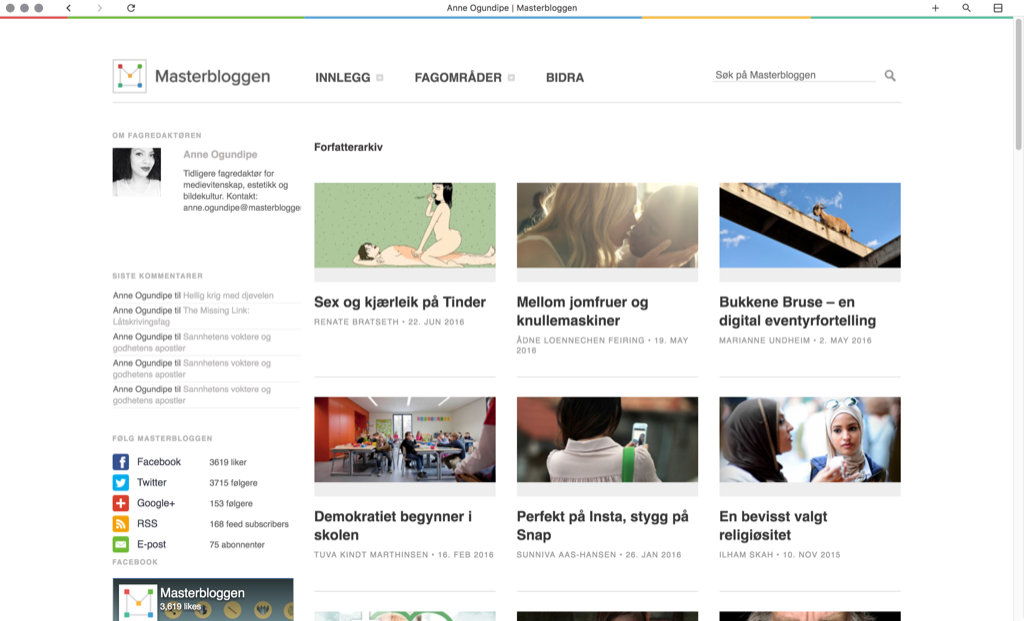 Anne Ogundipe | Masterbloggen
Masterbloggen
INNLEGG
FAGOMRÅDER
BIDRA
Søk på Masterbloggen
OM FAGREDAKTØREN
Anne Ogundipe
Tidligere fagredaktør for
medievitenskap, estetikk og
bildekultur. Kontakt:
anne.ogundipe@masterblogge
SISTE KOMMENTARER
Anne Ogundipe til Hellig krig med djevelen
Anne Ogundipe til The Missing Link:
Låtskrivingsfag
Anne Ogundipe til Sannhetens voktere og
godhetens apostler
Anne Ogundipe til Sannhetens voktere og
godhetens apostler
Anne Ogundipe til Sannhetens voktere og
godhetens apostler
FØLG MASTERBLOGGEN
Facebook 3619 liker
Twitter 3715 følgere
Google+ 153 følgere
RSS 168 feed subscribers
E-post 75 abonnenter
FACEBOOK
Masterbloggen
3,619 likes
Forfatterarkiv
Sex og kjærleik på Tinder
RENATE BRATSETH • 22. JUN 2016
Mellom jomfruer og
knullemaskiner
ÅDNE LOENNECHEN FEIRING • 19. MAY
2016
Bukkene Bruse – en
digital eventyrfortelling
MARIANNE UNDHEIM • 2. MAY 2016
Demokratiet begynner i
skolen
TUVA KINDT MARTHINSEN • 16. FEB 2016
Perfekt på Insta, stygg på
Snap
SUNNIVA AAS-HANSEN • 26. JAN 2016
En bevisst valgt
religiøsitet
ILHAM SKAH • 10. NOV 2015